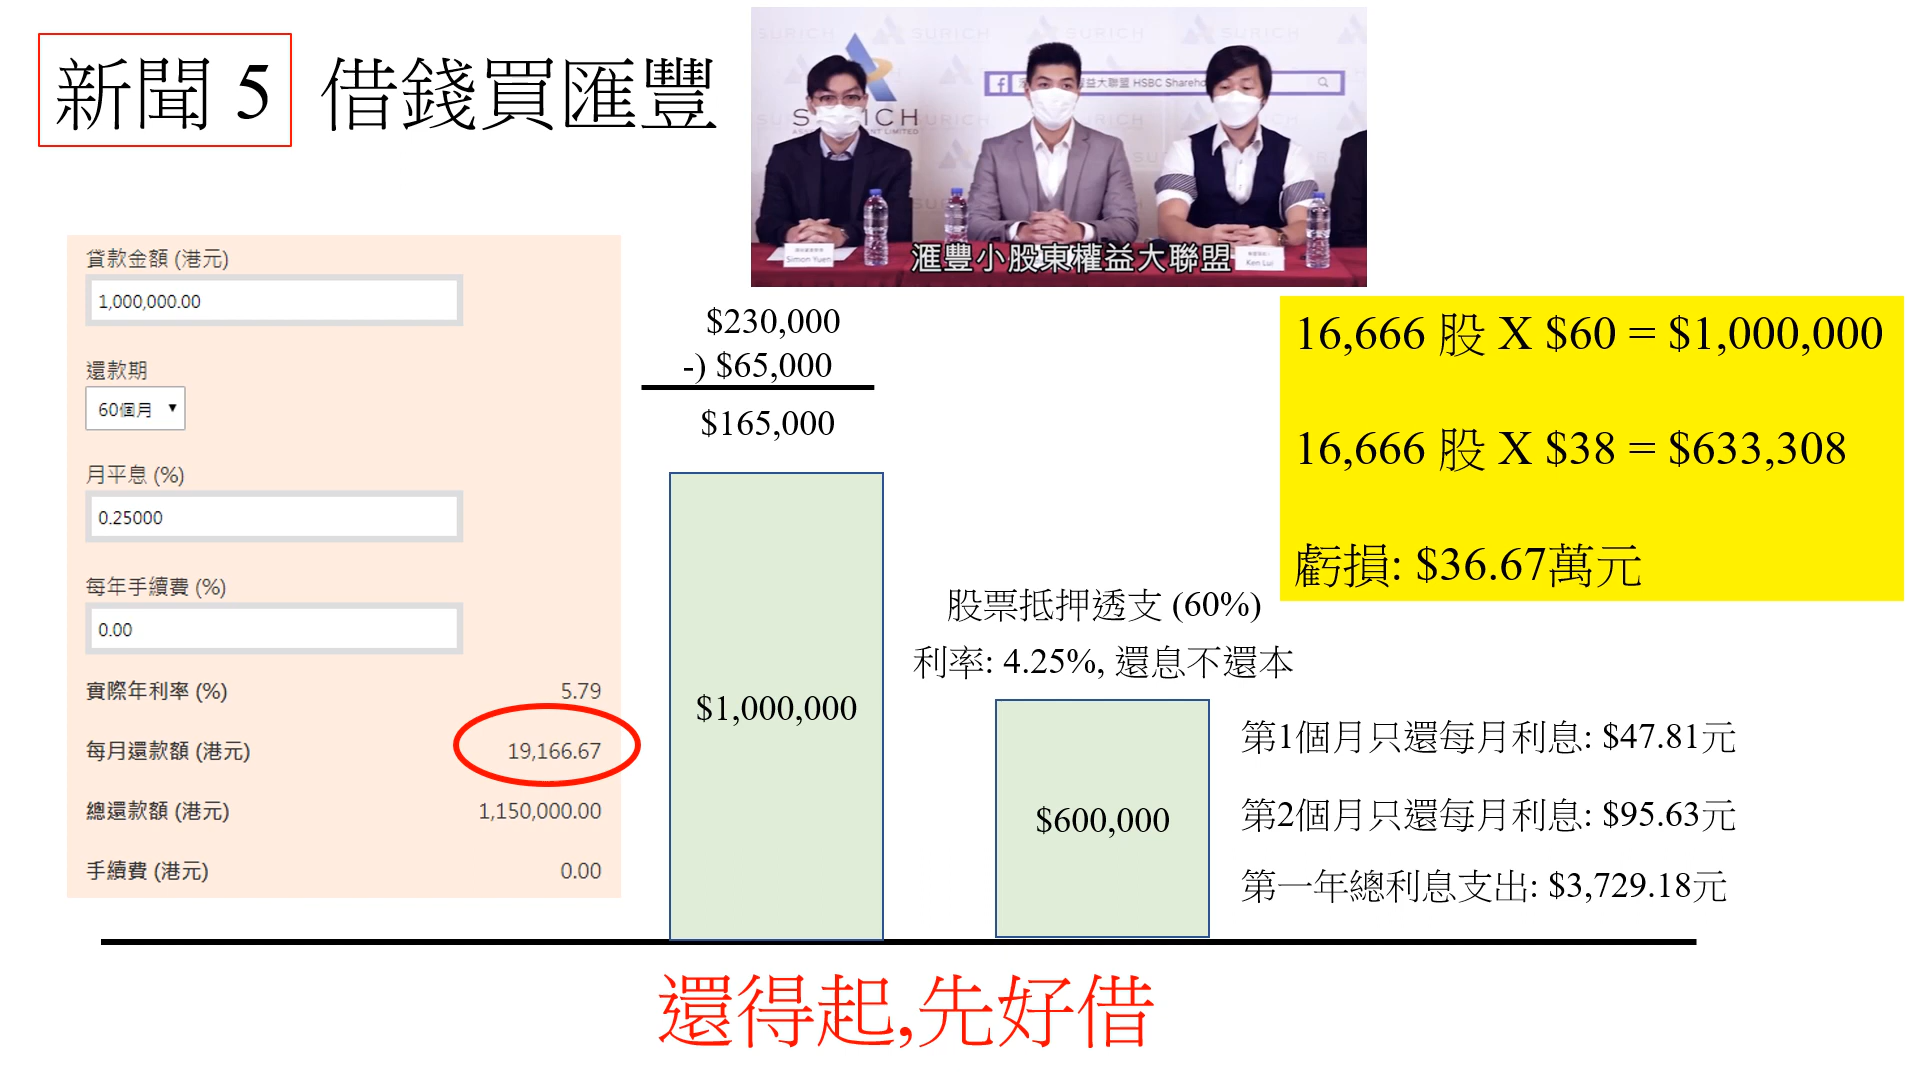 新聞 5 借錢買匯豐
SURICH
HSBC Shareho
Simon Yuen
Ken Lui
滙豐小股東權益大聯盟
貸款金額 (港元)
1,000,000.00
還款期
60個月
月平息 (%)
0.25000
每年手續費 (%)
0.00
實際年利率 (%) 5.79
每月還款額 (港元) 19,166.67
總還款額 (港元) 1,150,000.00
手續費 (港元) 0.00
$230,000
-) $65,000
$165,000
$1,000,000
股票抵押透支 (60%)
利率: 4.25%, 還息不還本
$600,000
16,666 股 X $60 = $1,000,000
16,666 股 X $38 = $633,308
虧損: $36.67萬元
第1個月只還每月利息: $47.81元
第2個月只還每月利息: $95.63元
第一年總利息支出: $3,729.18元
還得起,先好借